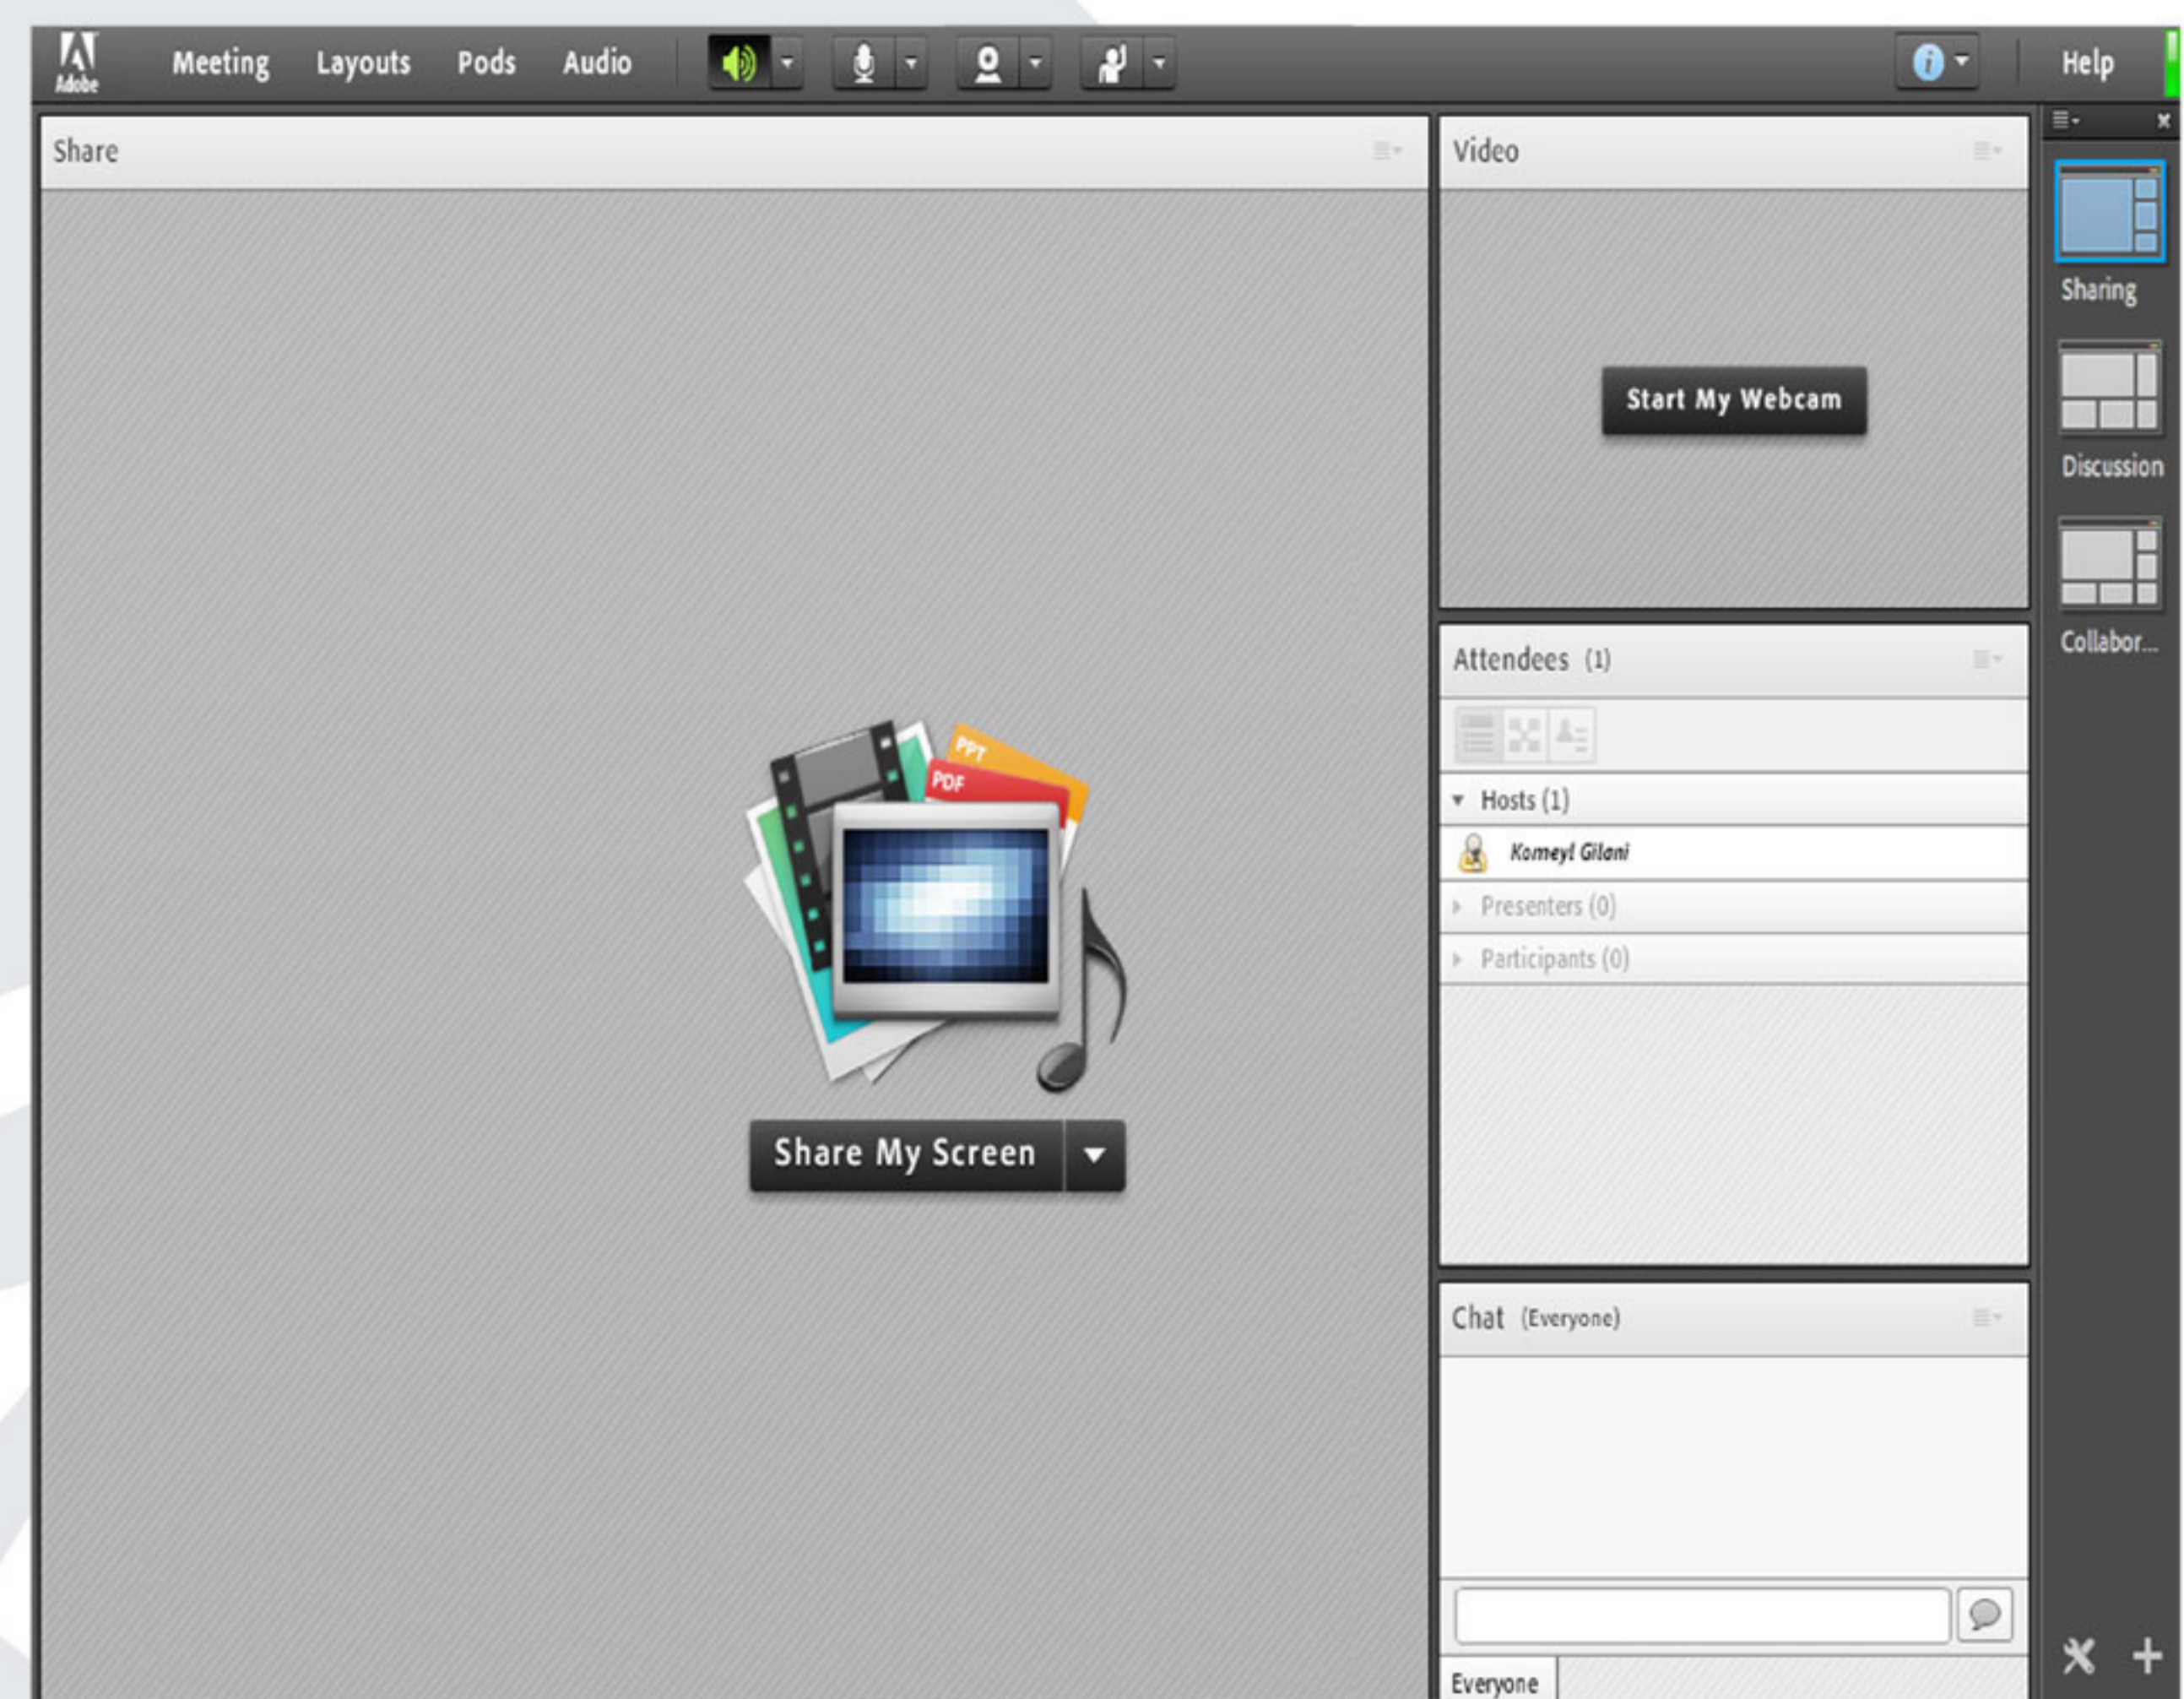 Adobe
Meeting Layouts Pods Audio Help
Share
PPT
PDF
Share My Screen
Video
Start My Webcam
Attendees (1)
Hosts (1)
Komeyl Gilani
Presenters (0)
Participants (0)
Chat (Everyone)
Everyone
Sharing
Discussion
Collabor...